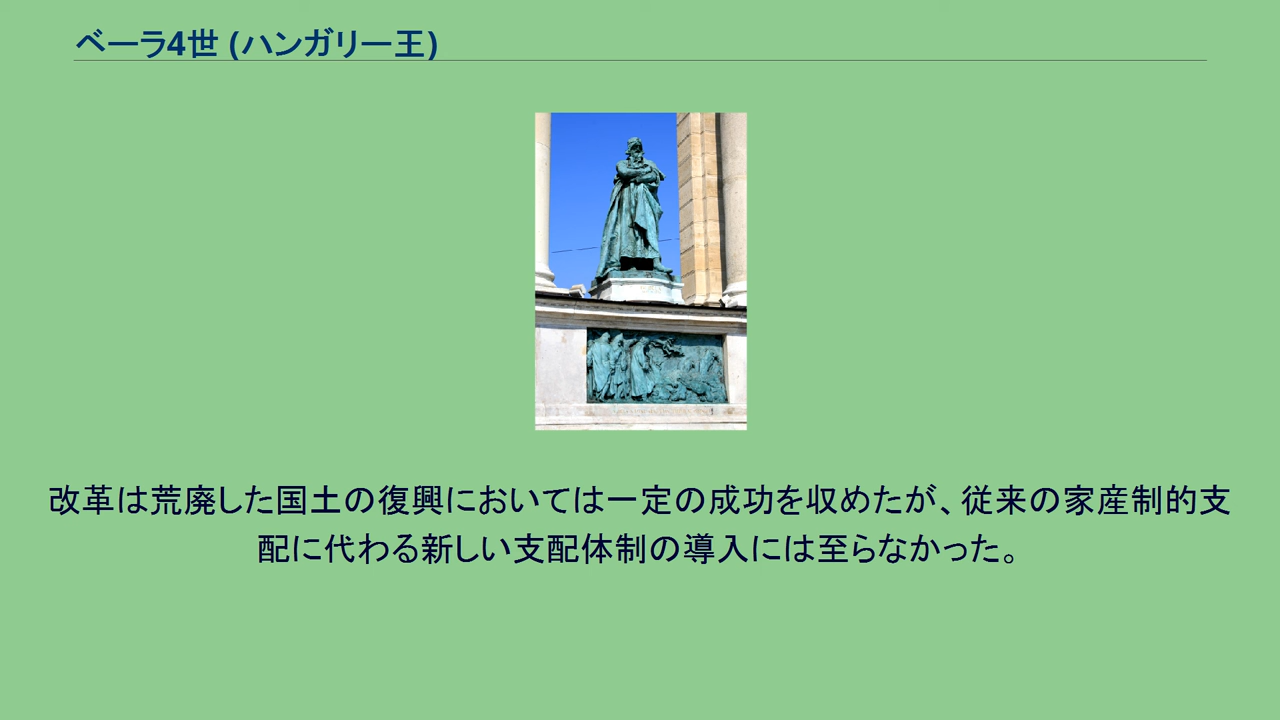 ベーラ4世 (ハンガリー王)
改革は荒廃した国土の復興においては一定の成功を収めたが、従来の家産制的支
配に代わる新しい支配体制の導入には至らなかった。